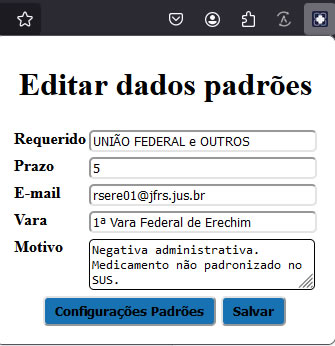 Editar dados padrões
Requerido UNIÃO FEDERAL e OUTROS
Prazo 5
E-mail rsere01@jfrs.jus.br
Vara 1ª Vara Federal de Erechim
Motivo Negativa administrativa.
Medicamento não padronizado no
SUS.
Configurações Padrões Salvar